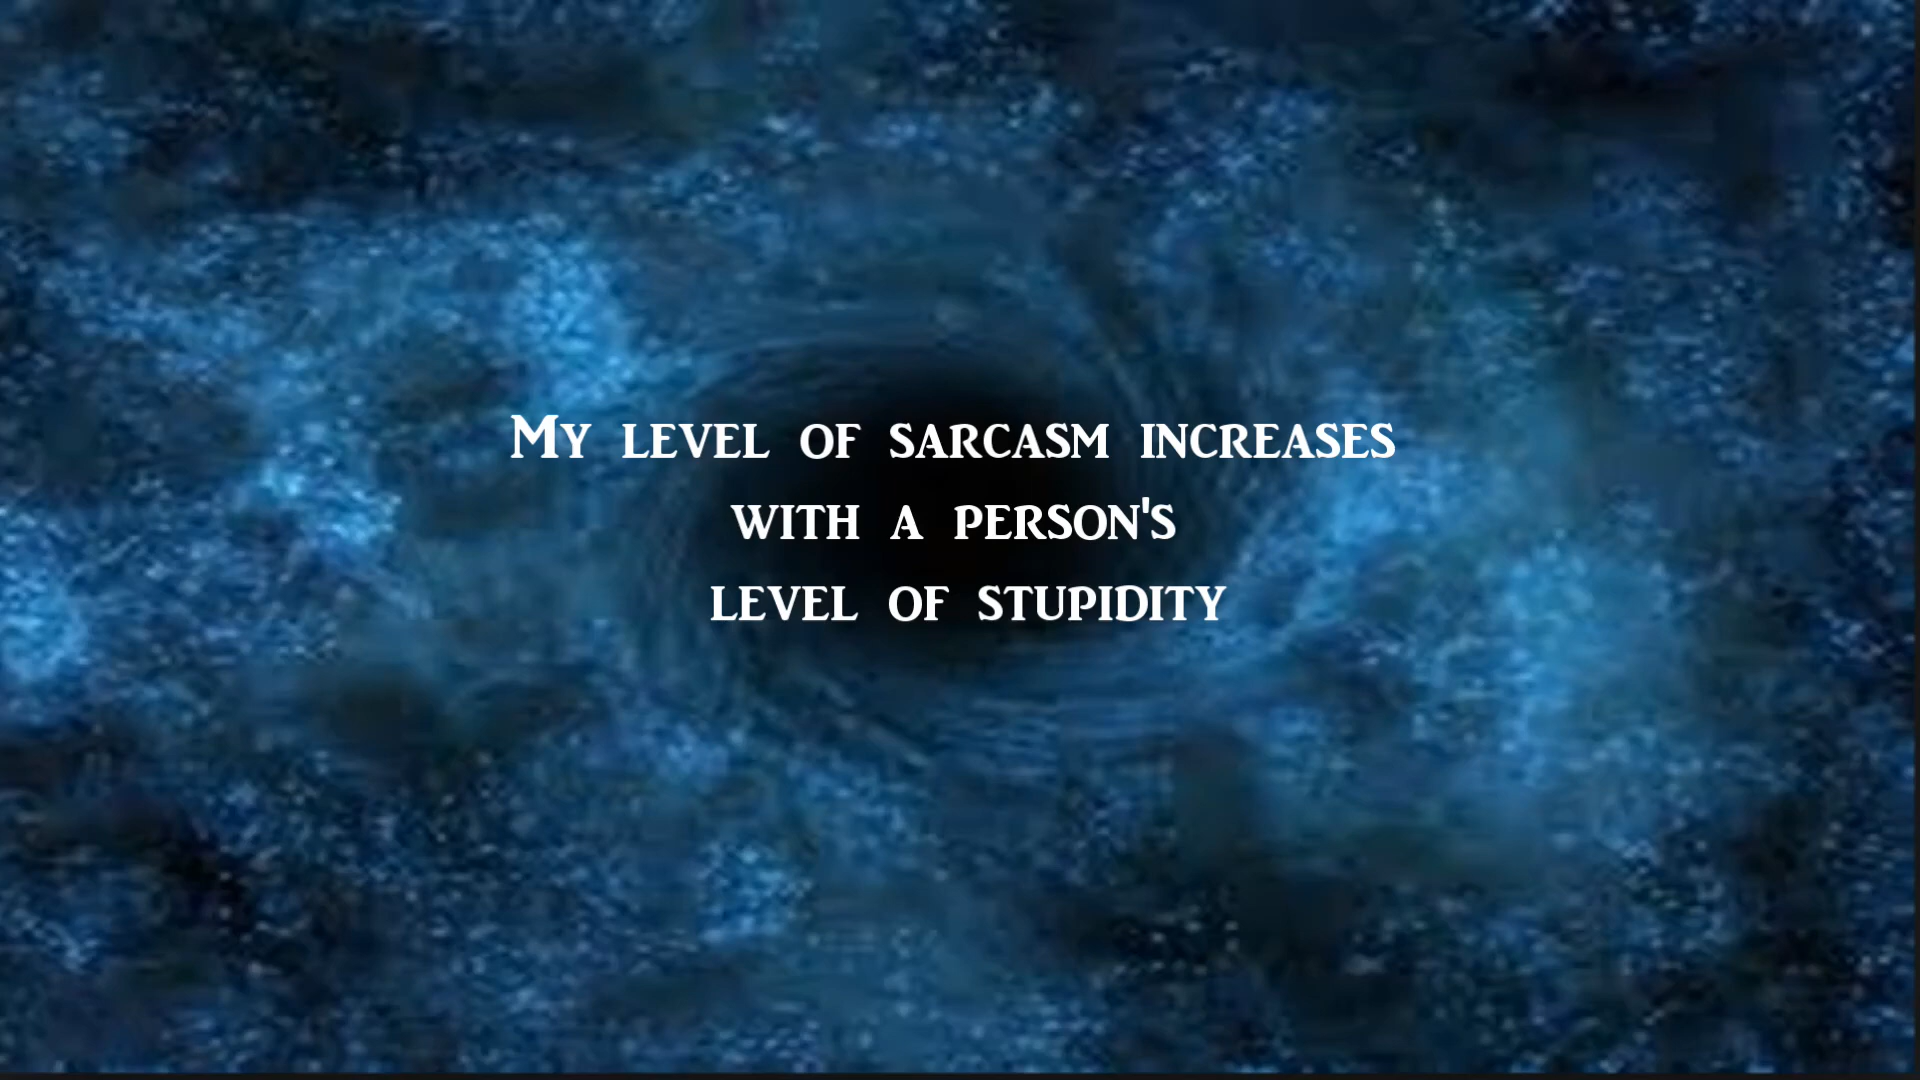 My level of sarcasm increases
with a person's
level of stupidity